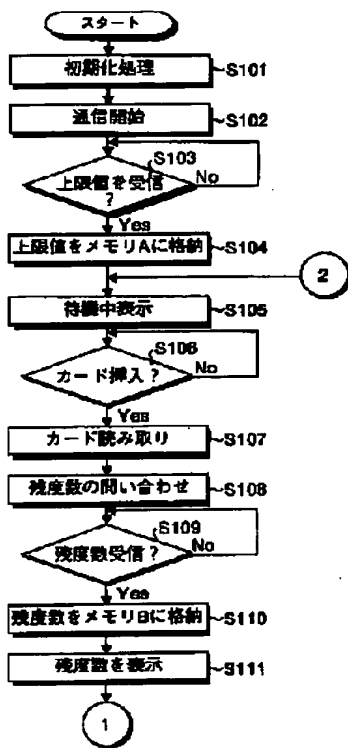 スタート
初期化処理
S101
通信開始
S102
S103
上限値を受信
?
No
Yes
上限値をメモリAに格納
S104
2
待機中表示
S105
S106
カード挿入?
No
Yes
カード読み取り
S107
残度数の問い合わせ
S108
S109
残度数受信?
No
Yes
残度数をメモリBに格納
S110
残度数を表示
S111
1